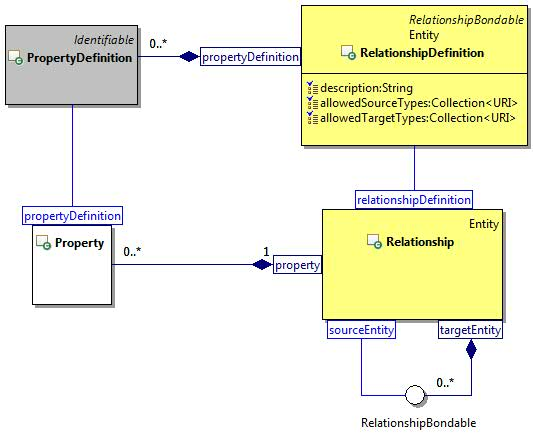 Identifiable
PropertyDefinition
0..*
propertyDefinition
RelationshipBondable
Entity
RelationshipDefinition
description:String
allowedSourceTypes:Collection<URI>
allowedTargetTypes:Collection<URI>
propertyDefinition
relationshipDefinition
Property
0..*
1
property
Entity
Relationship
sourceEntity
targetEntity
0..*
RelationshipBondable